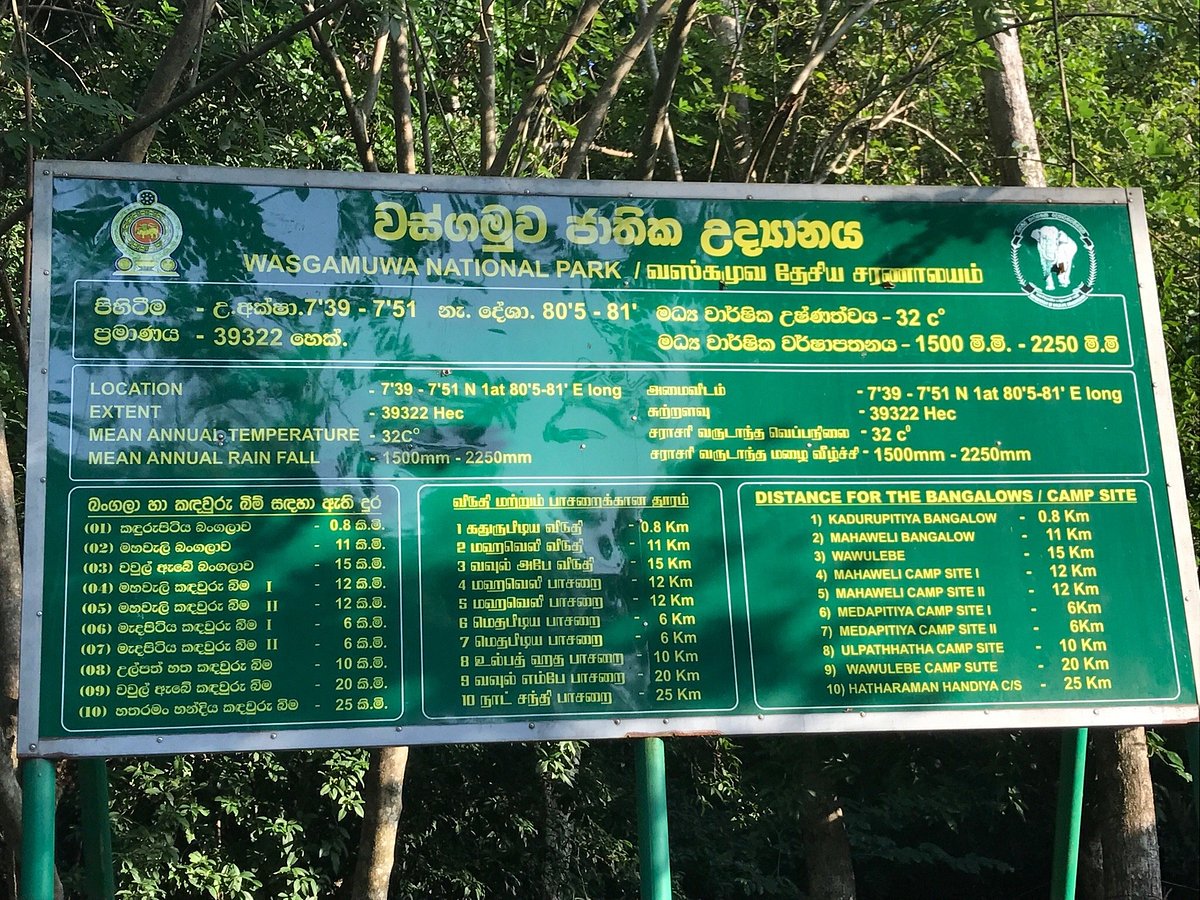 වස්ගමුව ජාතික උද්‍යානය
WASGAMUWA NATIONAL PARK / வஸ்கமுவ தேசிய சரணாலயம்
පිහිටීම - උ.අක්ෂා.7'39 - 7'51 නැ. දේශා. 80'5 - 81'
ප්‍රමාණය - 39322 හෙක්.
මධ්‍ය වාර්ෂික උෂ්ණත්වය - 32 c°
මධ්‍ය වාර්ෂික වර්ෂාපතනය - 1500 මි.මි. - 2250 මි.මි
LOCATION - 7'39 - 7'51 N 1at 80'5-81' E long
EXTENT - 39322 Hec
MEAN ANNUAL TEMPERATURE - 32C°
MEAN ANNUAL RAIN FALL - 1500mm - 2250mm
அமைவிடம் - 7'39 - 7'51 N 1at 80'5-81' E long
சுற்றளவு - 39322 Hec
சராசரி வருடாந்த வெப்பநிலை - 32 c°
சராசரி வருடாந்த மழை வீழ்ச்சி - 1500mm - 2250mm
බංගලා හා කඳවුරු බිම් සඳහා ඇති දුර
(01) කඳුරුපිටිය බංගලාව - 0.8 කි.මි.
(02) මහවැලි බංගලාව - 11 කි.මි.
(03) වවුල් ඇබේ බංගලාව - 15 කි.මි.
(04) මහවැලි කඳවුරු බිම I - 12 කි.මි.
(05) මහවැලි කඳවුරු බිම II - 12 කි.මි.
(06) මැදපිටිය කඳවුරු බිම I - 6 කි.මි.
(07) මැදපිටිය කඳවුරු බිම II - 6 කි.මි.
(08) උල්පත් හත කඳවුරු බිම - 10 කි.මි.
(09) වවුල් ඇබේ කඳවුරු බිම - 20 කි.මි.
(10) හතරමං හන්දිය කඳවුරු බිම - 25 කි.මි.
வீடுதி மற்றும் பாசறைக்கான தூரம்
1 கதுருபீடிய வீடுதி - 0.8 Km
2 மஹவெலி வீடுதி - 11 Km
3 வவுல் அபே வீடுதி - 15 Km
4 மஹவெலி பாசறை - 12 Km
5 மஹவெலி பாசறை - 12 Km
6 மெதபீடிய பாசறை - 6 Km
7 மெதபீடிய பாசறை - 6 Km
8 உல்பத் ஹத பாசறை - 10 Km
9 வவுல் எம்பே பாசறை - 20 Km
10 நாட் சந்தி பாசறை - 25 Km
DISTANCE FOR THE BANGALOWS / CAMP SITE
1) KADURUPITIYA BANGALOW - 0.8 Km
2) MAHAWELI BANGALOW - 11 Km
3) WAWULEBE - 15 Km
4) MAHAWELI CAMP SITE I - 12 Km
5) MAHAWELI CAMP SITE II - 12 Km
6) MEDAPITIYA CAMP SITE I - 6Km
7) MEDAPITIYA CAMP SITE II - 6Km
8) ULPATHHATHA CAMP SITE - 10 Km
9) WAWULEBE CAMP SUTE - 20 Km
10) HATHARAMAN HANDIYA C/S - 25 Km